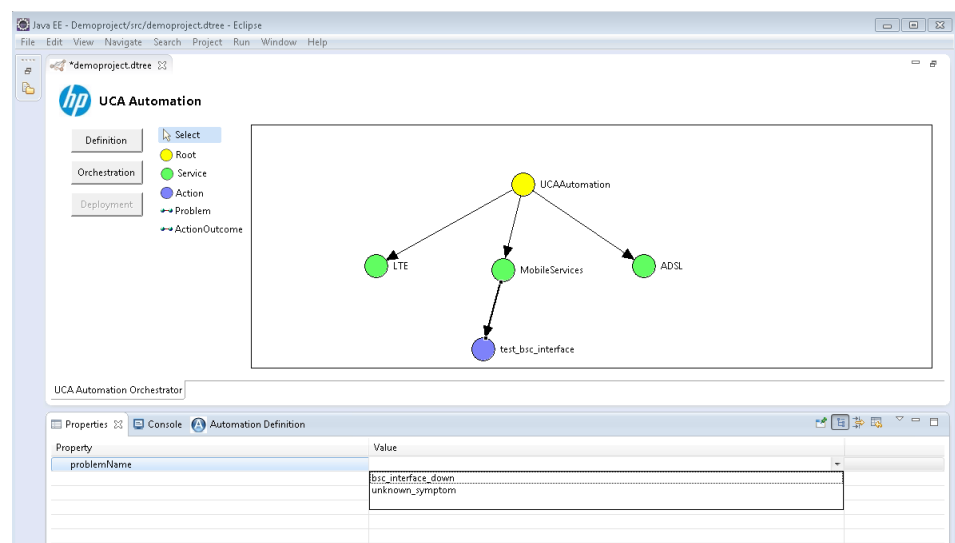 Java EE - Demoproject/src/demoproject.dtree - Eclipse
File Edit View Navigate Search Project Run Window Help
*demoproject.dtree
hp UCA Automation
Definition
Select
Root
Orchestration
Service
Action
Deployment
Problem
ActionOutcome
UCAAutomation
LTE
MobileServices
ADSL
test_bsc_interface
UCA Automation Orchestrator
Properties Console Automation Definition
Property Value
problemName
bsc_interface_down
unknown_symptom